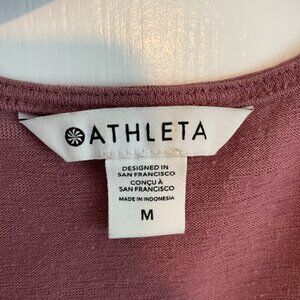 ATHLETA
DESIGNED IN
SAN FRANCISCO
CONÇU À
SAN FRANCISCO
MADE IN INDONESIA
M